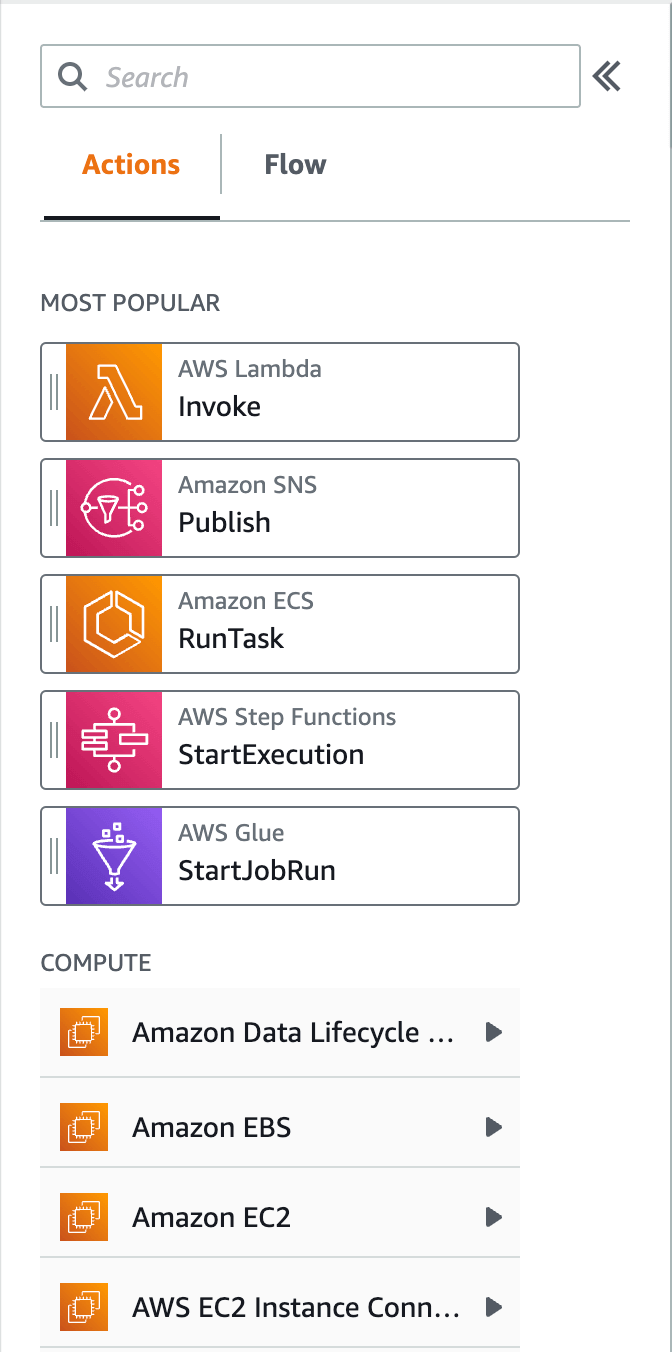 Search
Actions
Flow
MOST POPULAR
AWS Lambda
Invoke
Amazon SNS
Publish
Amazon ECS
RunTask
AWS Step Functions
StartExecution
AWS Glue
StartJobRun
COMPUTE
Amazon Data Lifecycle ...
Amazon EBS
Amazon EC2
AWS EC2 Instance Conn...